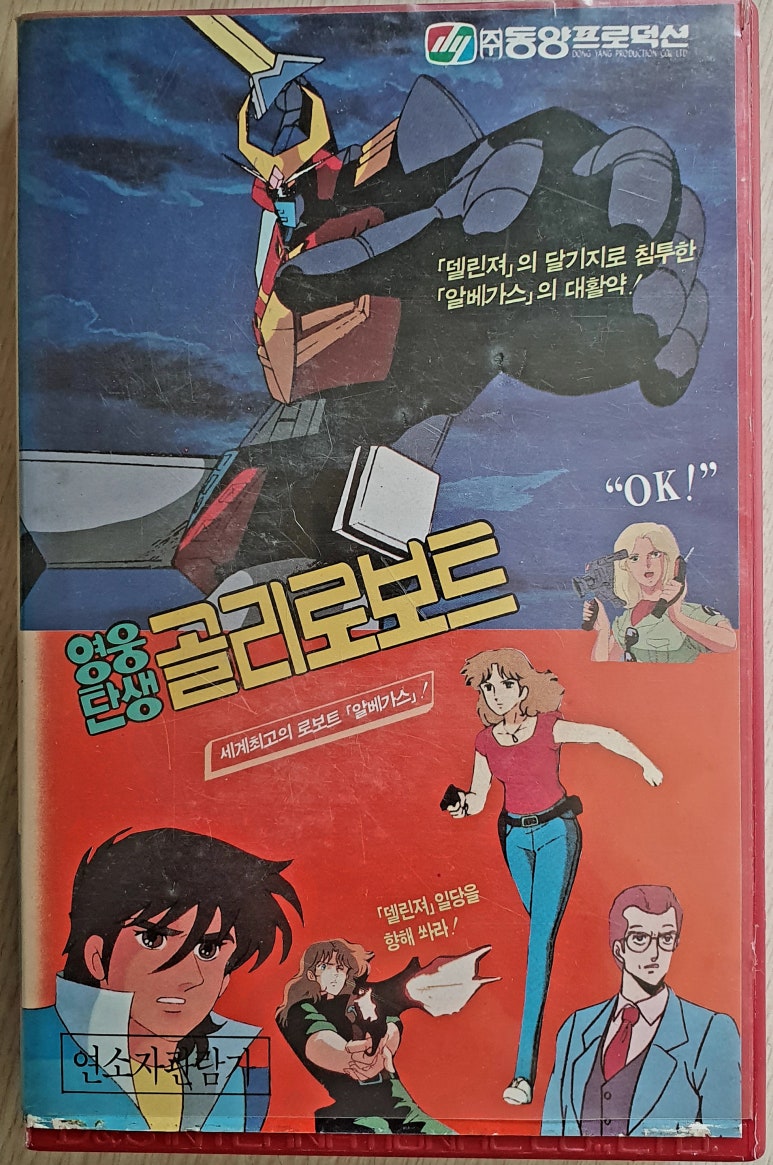 ㈜동양프로덕션
DONG YANG PRODUCTION CO., LTD
「델린져」의 달기지로 침투한
「알베가스」의 대활약!
“OK!”
영웅
탄생
골리로보트
세계최고의 로보트 「알베가스」!
「델린져」일당을
향해 쏴라!
연소자관람가